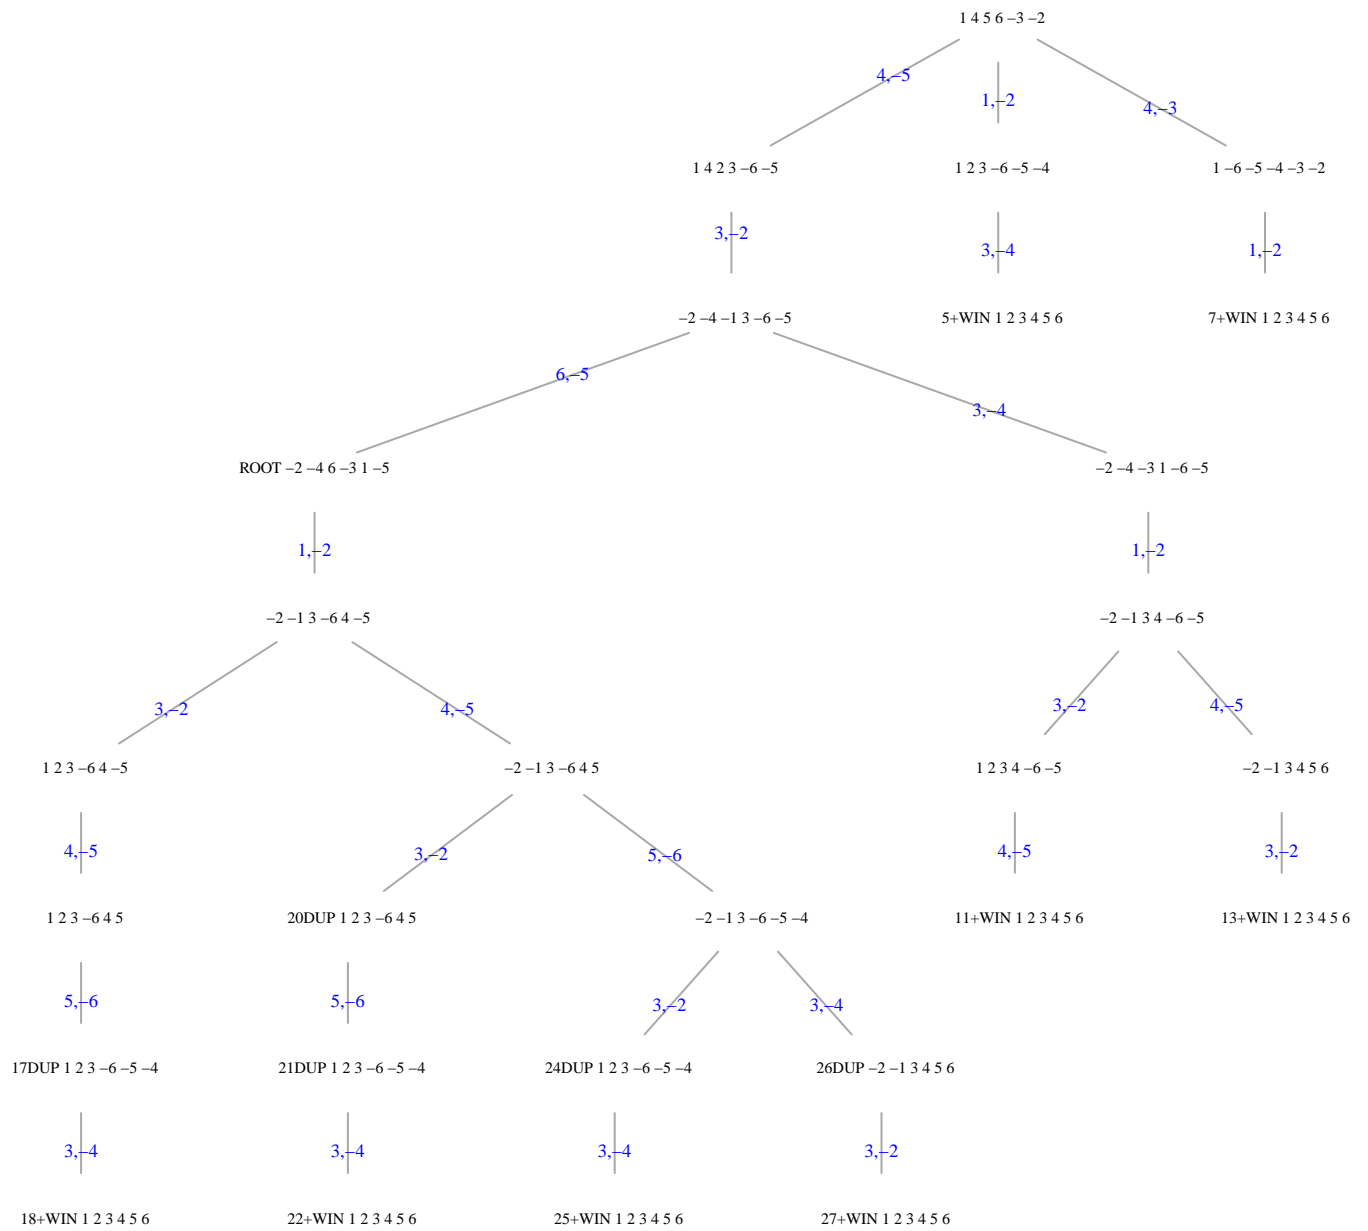 1 4 5 6 −3 −2
4,−5
1,−2
4,−3
1 4 2 3 −6 −5
1 2 3 −6 −5 −4
1 −6 −5 −4 −3 −2
3,−2
3,−4
1,−2
−2 −4 −1 3 −6 −5
5+WIN 1 2 3 4 5 6
7+WIN 1 2 3 4 5 6
6,−5
3,−4
ROOT −2 −4 6 −3 1 −5
−2 −4 −3 1 −6 −5
1,−2
1,−2
−2 −1 3 −6 4 −5
−2 −1 3 4 −6 −5
3,−2
4,−5
3,−2
4,−5
1 2 3 −6 4 −5
−2 −1 3 −6 4 5
1 2 3 4 −6 −5
−2 −1 3 4 5 6
4,−5
3,−2
5,−6
4,−5
3,−2
1 2 3 −6 4 5
20DUP 1 2 3 −6 4 5
−2 −1 3 −6 −5 −4
11+WIN 1 2 3 4 5 6
13+WIN 1 2 3 4 5 6
5,−6
5,−6
3,−2
3,−4
17DUP 1 2 3 −6 −5 −4
21DUP 1 2 3 −6 −5 −4
24DUP 1 2 3 −6 −5 −4
26DUP −2 −1 3 4 5 6
3,−4
3,−4
3,−4
3,−2
18+WIN 1 2 3 4 5 6
22+WIN 1 2 3 4 5 6
25+WIN 1 2 3 4 5 6
27+WIN 1 2 3 4 5 6